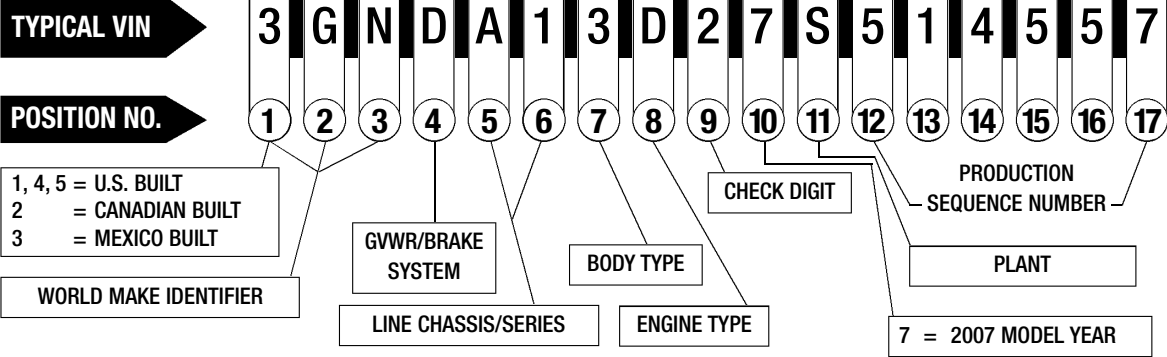 TYPICAL VIN 3 G N D A 1 3 D 2 7 S 5 1 4 5 5 7
POSITION NO. 1 2 3 4 5 6 7 8 9 10 11 12 13 14 15 16 17
1, 4, 5 = U.S. BUILT
2 = CANADIAN BUILT
3 = MEXICO BUILT
WORLD MAKE IDENTIFIER
GVWR/BRAKE
SYSTEM
LINE CHASSIS/SERIES
BODY TYPE
ENGINE TYPE
CHECK DIGIT
PRODUCTION
SEQUENCE NUMBER
PLANT
7 = 2007 MODEL YEAR